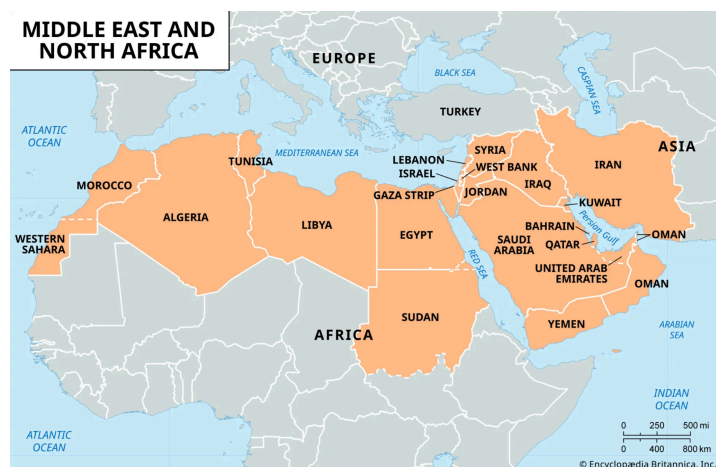 MIDDLE EAST AND
NORTH AFRICA
EUROPE
BLACK SEA
CASPIAN SEA
TURKEY
ATLANTIC
OCEAN
ASIA
SYRIA
MEDITERRANEAN SEA
TUNISIA
LEBANON
WEST BANK
IRAN
ISRAEL
MOROCCO
IRAQ
JORDAN
GAZA STRIP
KUWAIT
ALGERIA
LIBYA
EGYPT
BAHRAIN
Persian Gulf
OMAN
WESTERN
SAHARA
SAUDI
ARABIA
QATAR
RED SEA
UNITED ARAB
EMIRATES
OMAN
SUDAN
YEMEN
AFRICA
ARABIAN
SEA
INDIAN
OCEAN
ATLANTIC
OCEAN
0 250 500 mi
0 400 800 km
© Encyclopædia Britannica, Inc.